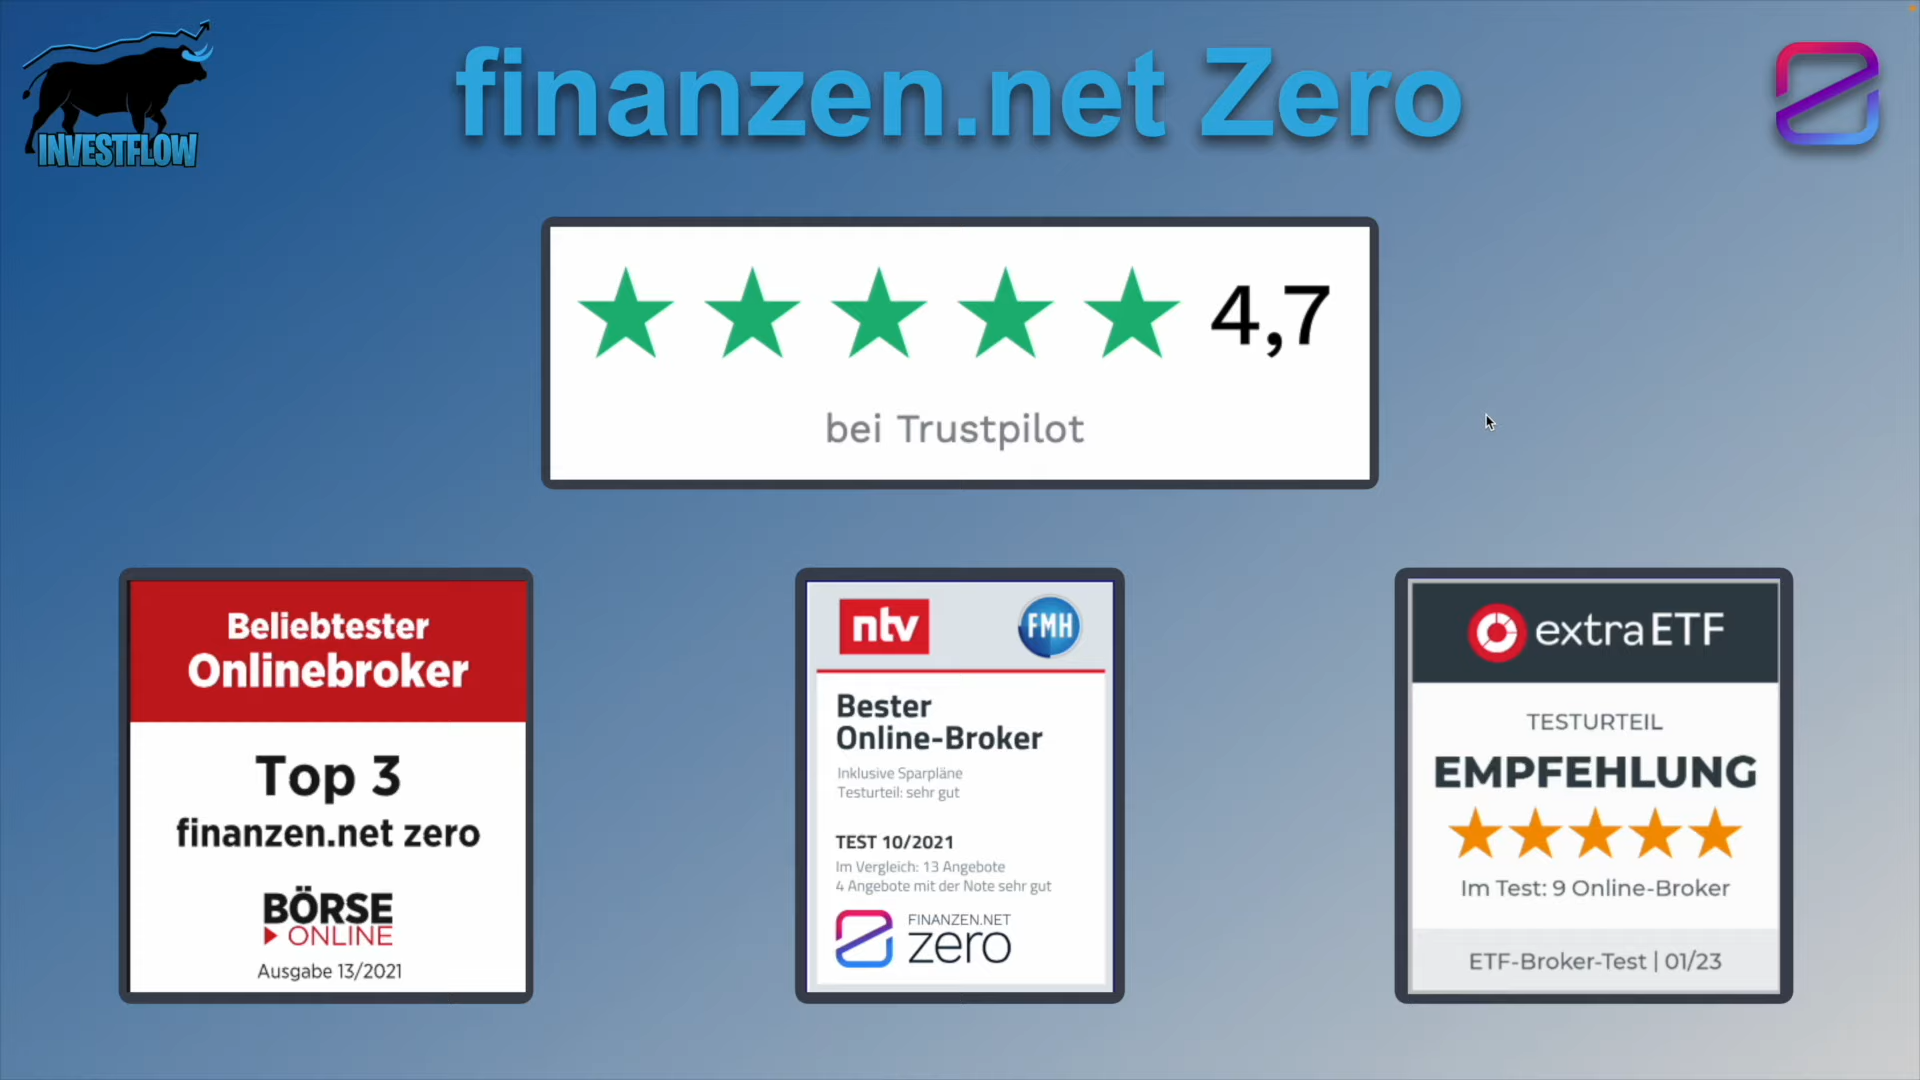 INVESTFLOW
finanzen.net Zero
4,7
bei Trustpilot
Beliebtester
Onlinebroker
Top 3
finanzen.net zero
BÖRSE
ONLINE
Ausgabe 13/2021
ntv
FMH
Bester
Online-Broker
Inklusive Sparpläne
Testurteil: sehr gut
TEST 10/2021
Im Vergleich: 13 Angebote
4 Angebote mit der Note sehr gut
FINANZEN.NET
zero
extraETF
TESTURTEIL
EMPFEHLUNG
Im Test: 9 Online-Broker
ETF-Broker-Test | 01/23